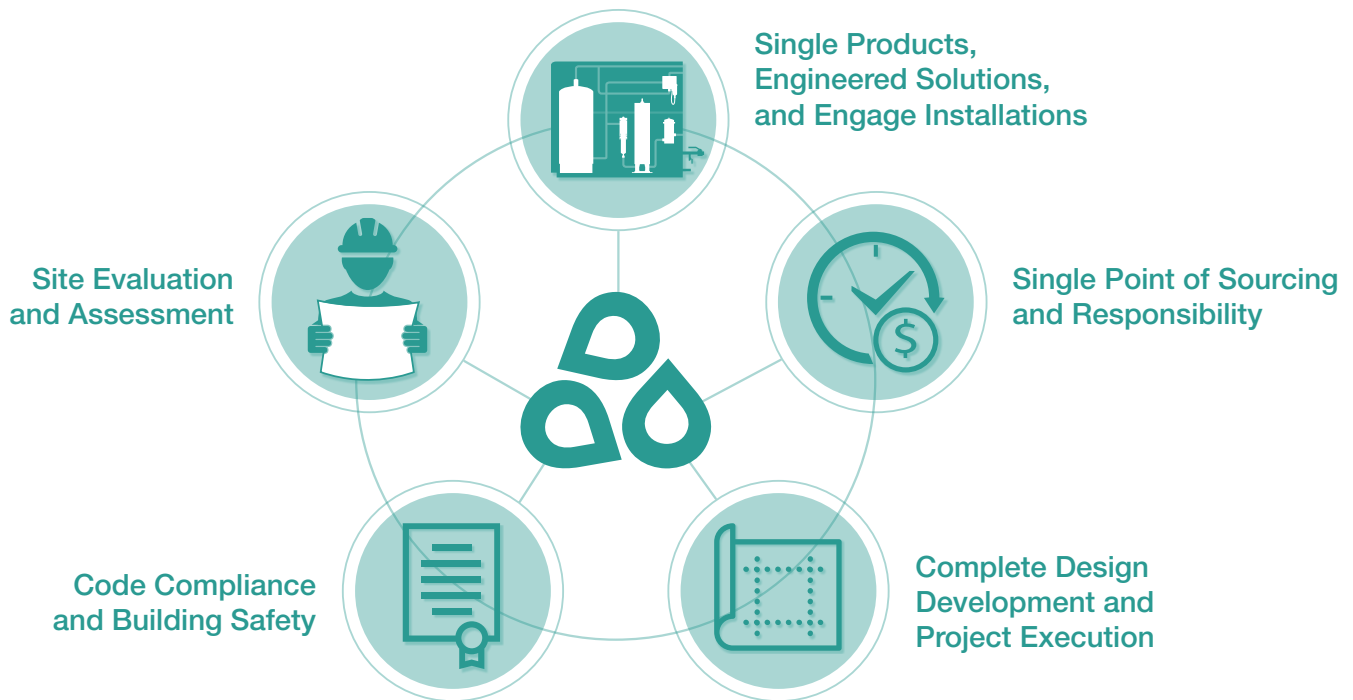 Single Products,
Engineered Solutions,
and Engage Installations
Site Evaluation
and Assessment
Single Point of Sourcing
and Responsibility
$
Code Compliance
and Building Safety
Complete Design
Development and
Project Execution